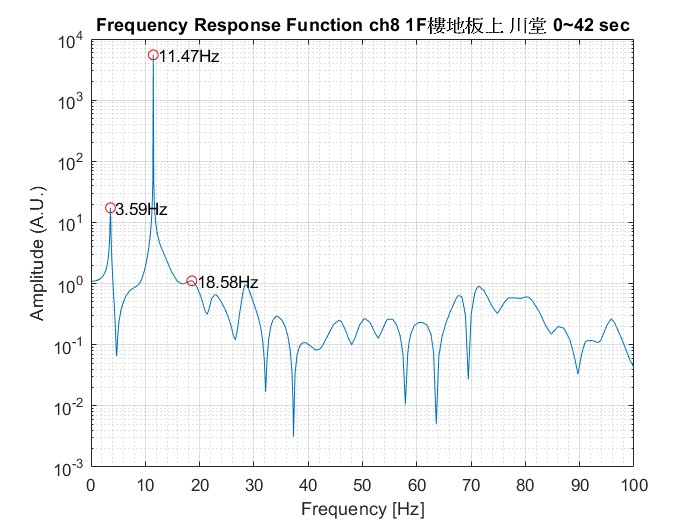 Frequency Response Function ch8 1F樓地板上 川堂 0~42 sec
10^4
10^3
10^2
10^1
10^0
10^-1
10^-2
10^-3
11.47Hz
3.59Hz
18.58Hz
Amplitude (A.U.)
0 10 20 30 40 50 60 70 80 90 100
Frequency [Hz]